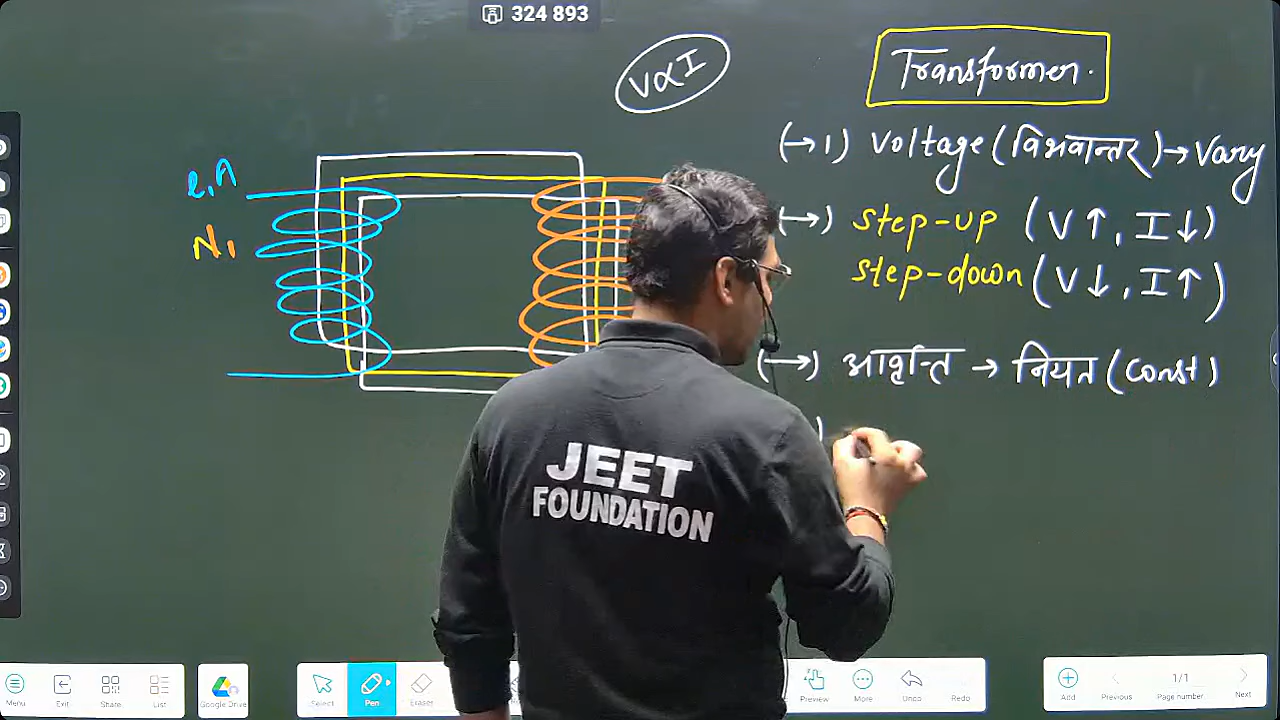 324 893
V∝I
Transformer.
(→1) Voltage (विभवान्तर) → Vary
(→) step-up (V↑, I↓)
step-down (V↓, I↑)
(→) आवृत्ति → नियत (const)
N1
JEET
FOUNDATION
Menu
Exit
Share
List
Google Drive
Select
Pen
Eraser
Preview
More
Undo
Redo
Add
Previous
1/1
Page number
Next